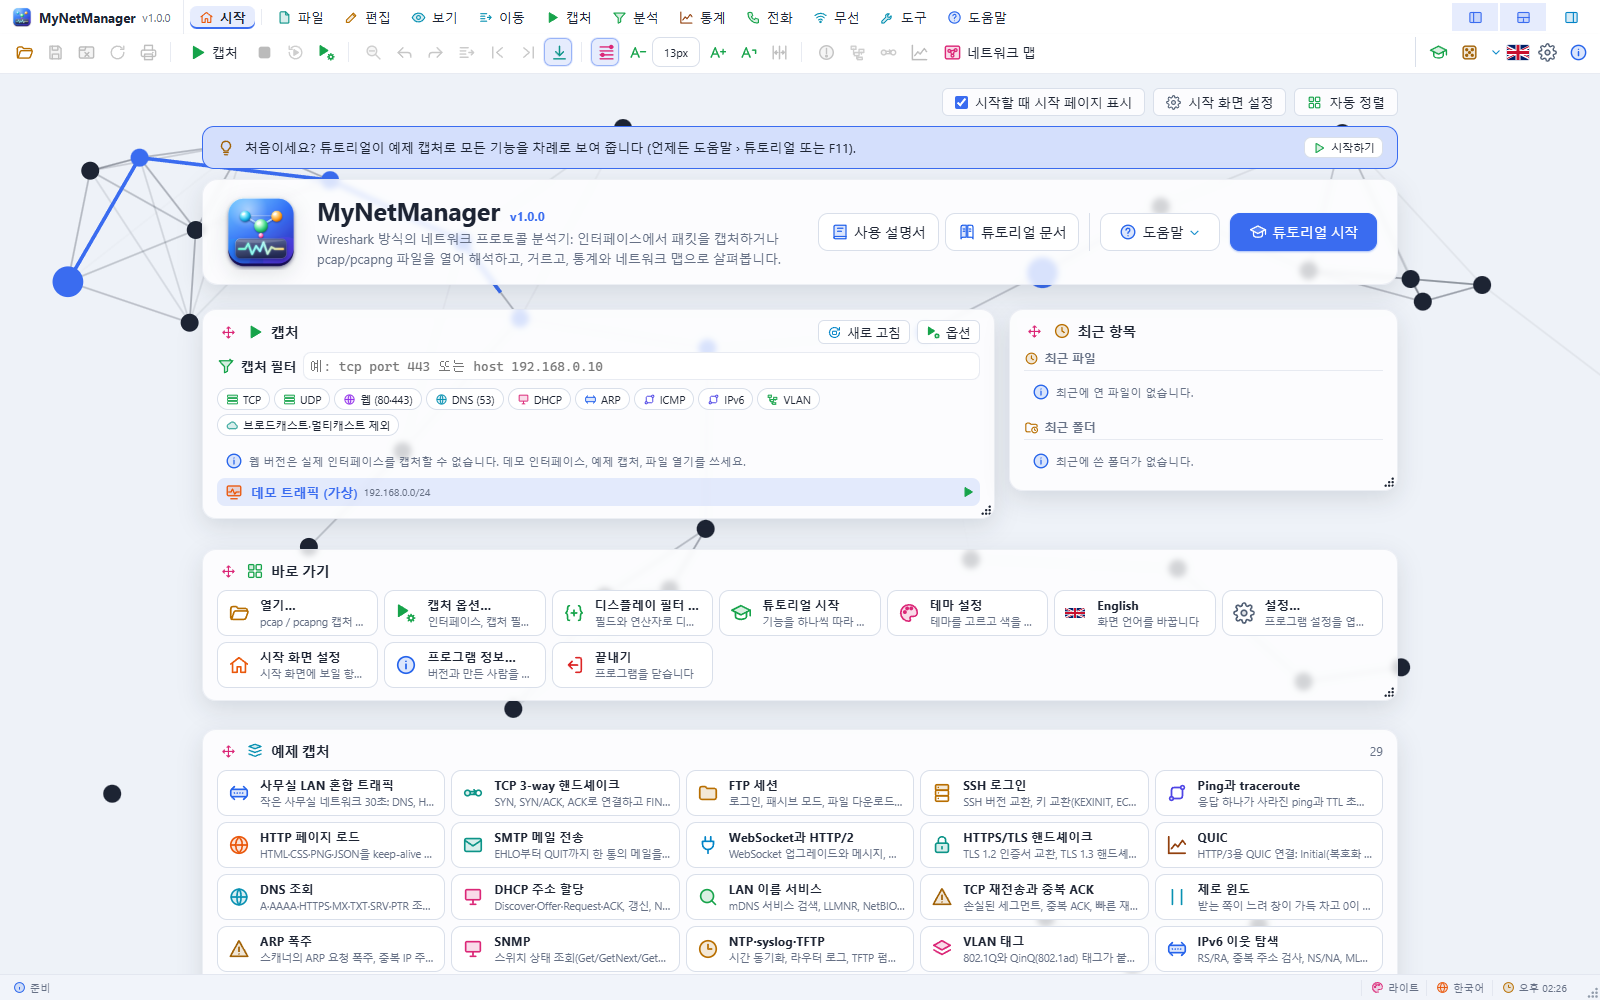 MyNetManager v1.0.0 시작 파일 편집 보기 이동 캡처 분석 통계 전화 무선 도구 도움말
캡처 A− 13px A+ A 네트워크 맵
시작할 때 시작 페이지 표시 시작 화면 설정 자동 정렬
처음이세요? 튜토리얼이 예제 캡처로 모든 기능을 차례로 보여 줍니다 (언제든 도움말 › 튜토리얼 또는 F11). 시작하기
MyNetManager v1.0.0
Wireshark 방식의 네트워크 프로토콜 분석기: 인터페이스에서 패킷을 캡처하거나
pcap/pcapng 파일을 열어 해석하고, 거르고, 통계와 네트워크 맵으로 살펴봅니다.
사용 설명서 튜토리얼 문서 도움말 튜토리얼 시작
캡처 새로 고침 옵션
캡처 필터 예: tcp port 443 또는 host 192.168.0.10
TCP UDP 웹 (80·443) DNS (53) DHCP ARP ICMP IPv6 VLAN
브로드캐스트·멀티캐스트 제외
웹 버전은 실제 인터페이스를 캡처할 수 없습니다. 데모 인터페이스, 예제 캡처, 파일 열기를 쓰세요.
데모 트래픽 (가상) 192.168.0.0/24
최근 항목
최근 파일
최근에 연 파일이 없습니다.
최근 폴더
최근에 쓴 폴더가 없습니다.
바로 가기
열기... 캡처 옵션... 디스플레이 필터 ... 튜토리얼 시작 테마 설정 English 설정...
pcap / pcapng 캡처 ... 인터페이스, 캡처 필... 필드와 연산자로 디... 기능을 하나씩 따라 ... 테마를 고르고 색을 ... 화면 언어를 바꿉니다 프로그램 설정을 엽...
시작 화면 설정 프로그램 정보... 끝내기
시작 화면에 보일 항... 버전과 만든 사람을 ... 프로그램을 닫습니다
예제 캡처 29
사무실 LAN 혼합 트래픽 TCP 3-way 핸드셰이크 FTP 세션 SSH 로그인 Ping과 traceroute
작은 사무실 네트워크 30초: DNS, H... SYN, SYN/ACK, ACK로 연결하고 FIN... 로그인, 패시브 모드, 파일 다운로드... SSH 버전 교환, 키 교환(KEXINIT, EC... 응답 하나가 사라진 ping과 TTL 초...
HTTP 페이지 로드 SMTP 메일 전송 WebSocket과 HTTP/2 HTTPS/TLS 핸드셰이크 QUIC
HTML·CSS·PNG·JSON을 keep-alive ... EHLO부터 QUIT까지 한 통의 메일을... WebSocket 업그레이드와 메시지, ... TLS 1.2 인증서 교환, TLS 1.3 핸드셰... HTTP/3용 QUIC 연결: Initial(복호화 ...
DNS 조회 DHCP 주소 할당 LAN 이름 서비스 TCP 재전송과 중복 ACK 제로 윈도
A·AAAA·HTTPS·MX·TXT·SRV·PTR 조... Discover·Offer·Request·ACK, 갱신, N... mDNS 서비스 검색, LLMNR, NetBIO... 손실된 세그먼트, 중복 ACK, 빠른 재... 받는 쪽이 느려 창이 가득 차고 0이 ...
ARP 폭주 SNMP NTP·syslog·TFTP VLAN 태그 IPv6 이웃 탐색
스캐너의 ARP 요청 폭주, 중복 IP 주... 스위치 상태 조회(Get/GetNext/Get... 시간 동기화, 라우터 로그, TFTP 펌... 802.1Q와 QinQ(802.1ad) 태그가 붙... RS/RA, 중복 주소 검사, NS/NA, ML...
준비 라이트 한국어 오후 02:26